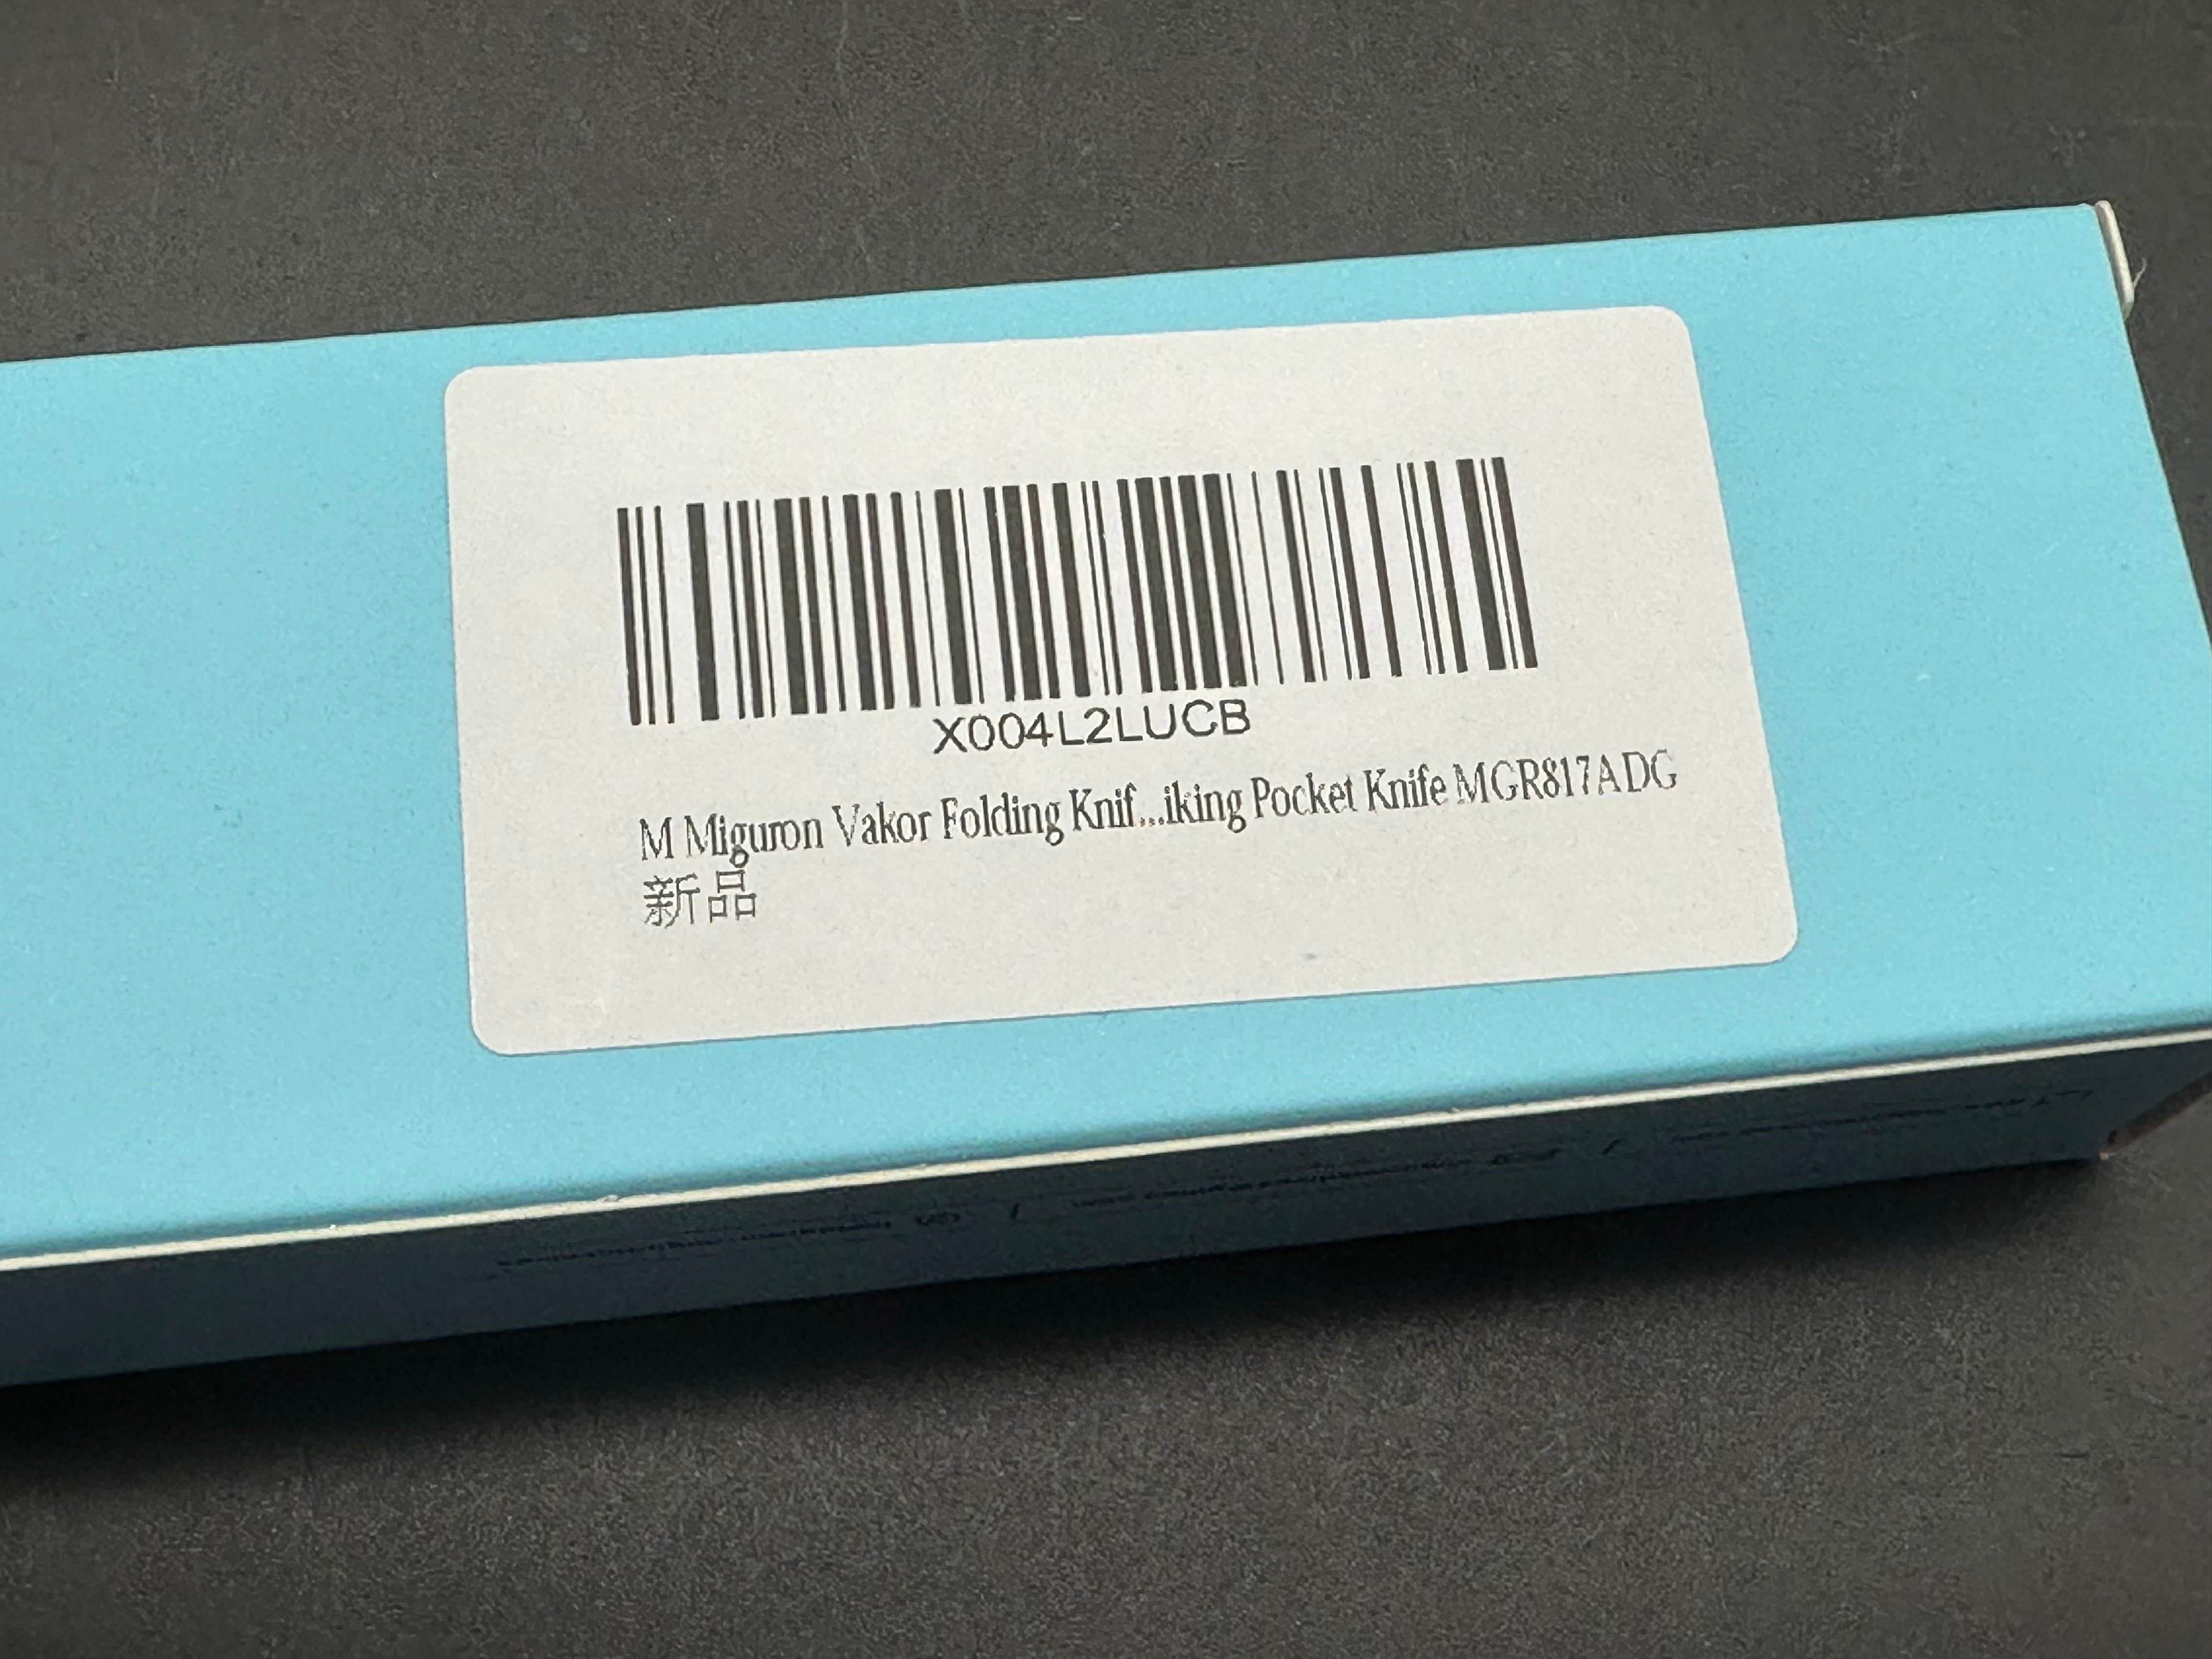 X004L2LUCB
M Miguron Vakor Folding Knif...iking Pocket Knife MGR817ADG
新品